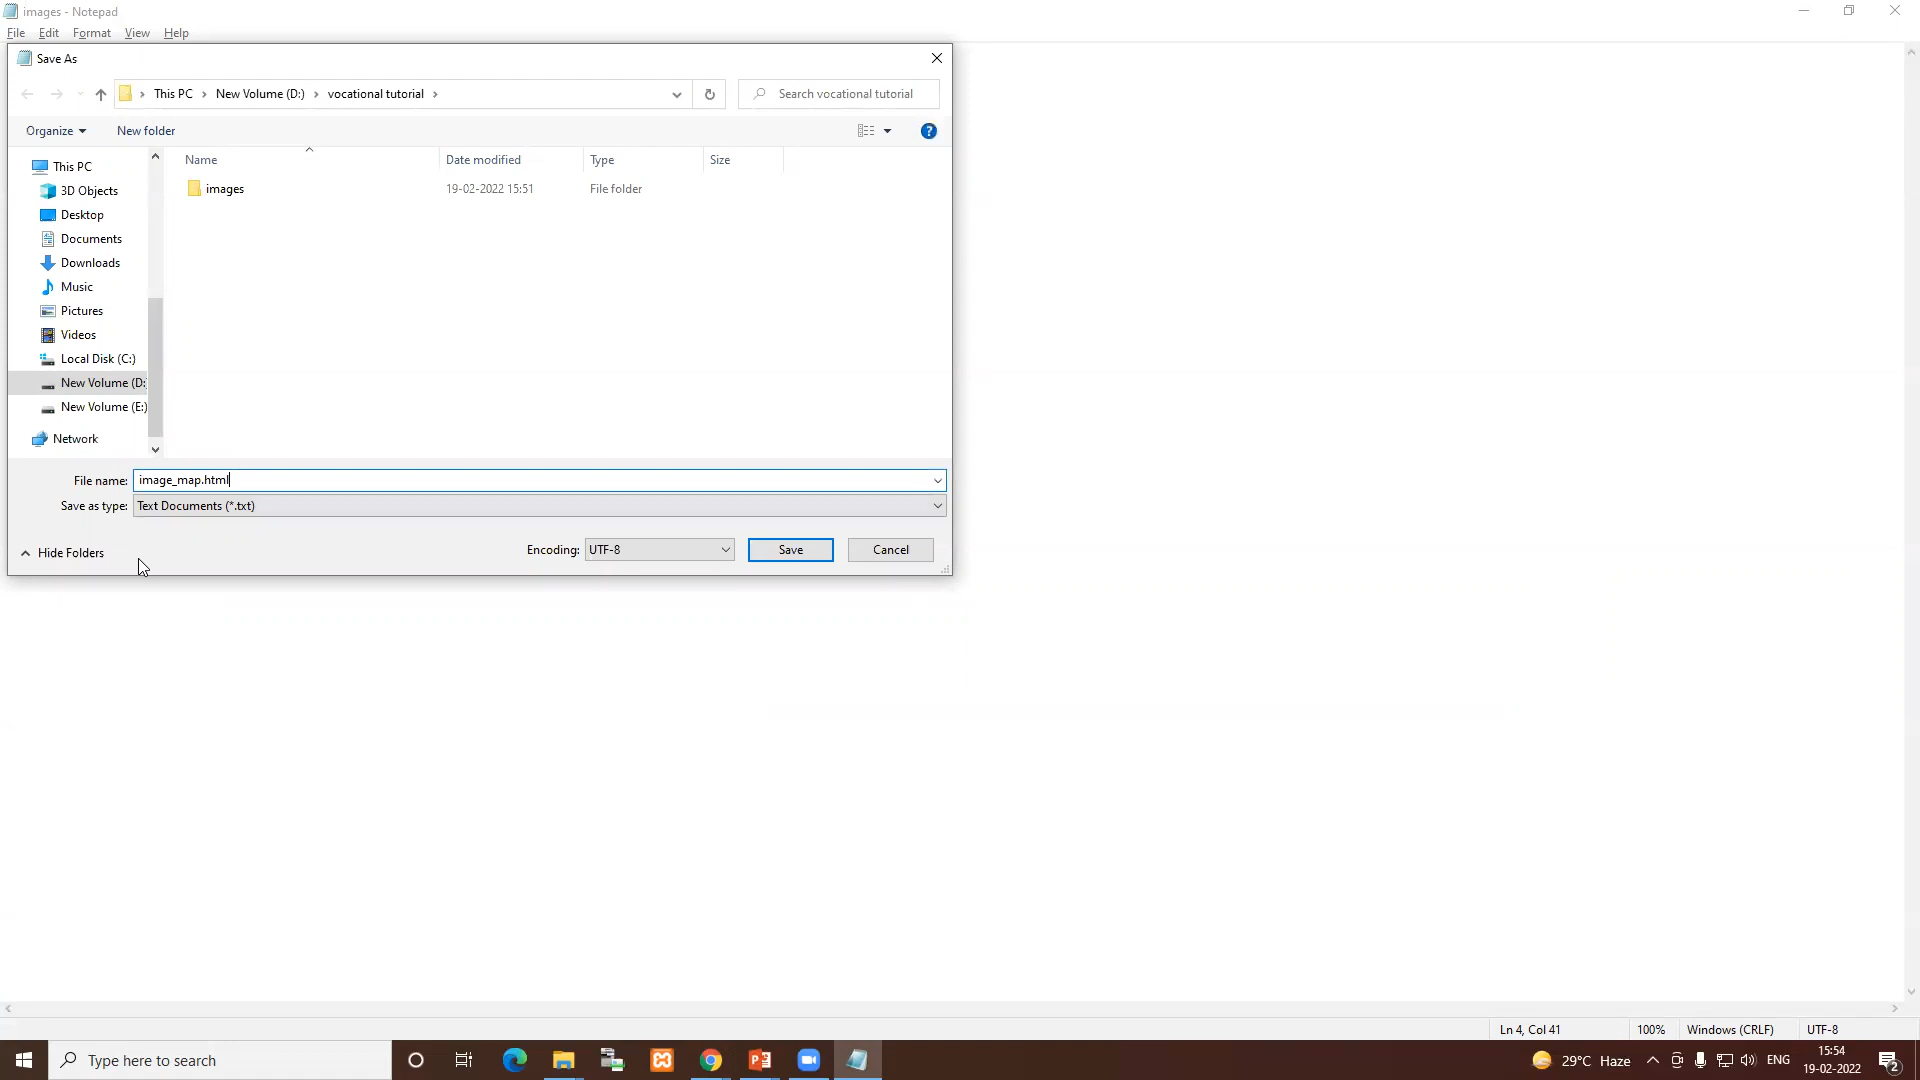 images - Notepad
File Edit Format View Help
Save As
This PC New Volume (D:) vocational tutorial
Search vocational tutorial
Organize New folder
Name Date modified Type Size
images 19-02-2022 15:51 File folder
This PC
3D Objects
Desktop
Documents
Downloads
Music
Pictures
Videos
Local Disk (C:)
New Volume (D:
New Volume (E:)
Network
File name: image_map.html
Save as type: Text Documents (*.txt)
Hide Folders
Encoding: UTF-8 Save Cancel
Ln 4, Col 41 100% Windows (CRLF) UTF-8
Type here to search
29°C Haze ENG 15:54
19-02-2022
2